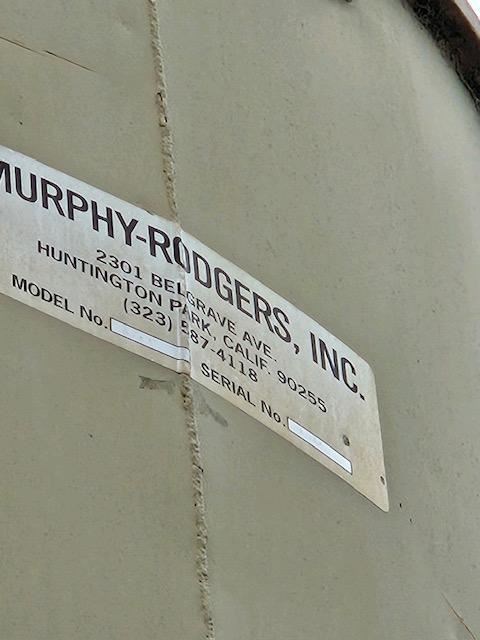 MURPHY-RODGERS, INC.
2301 BELGRAVE AVE.
HUNTINGTON PARK, CALIF. 90255
(323) 587-4118
MODEL No.
SERIAL No.